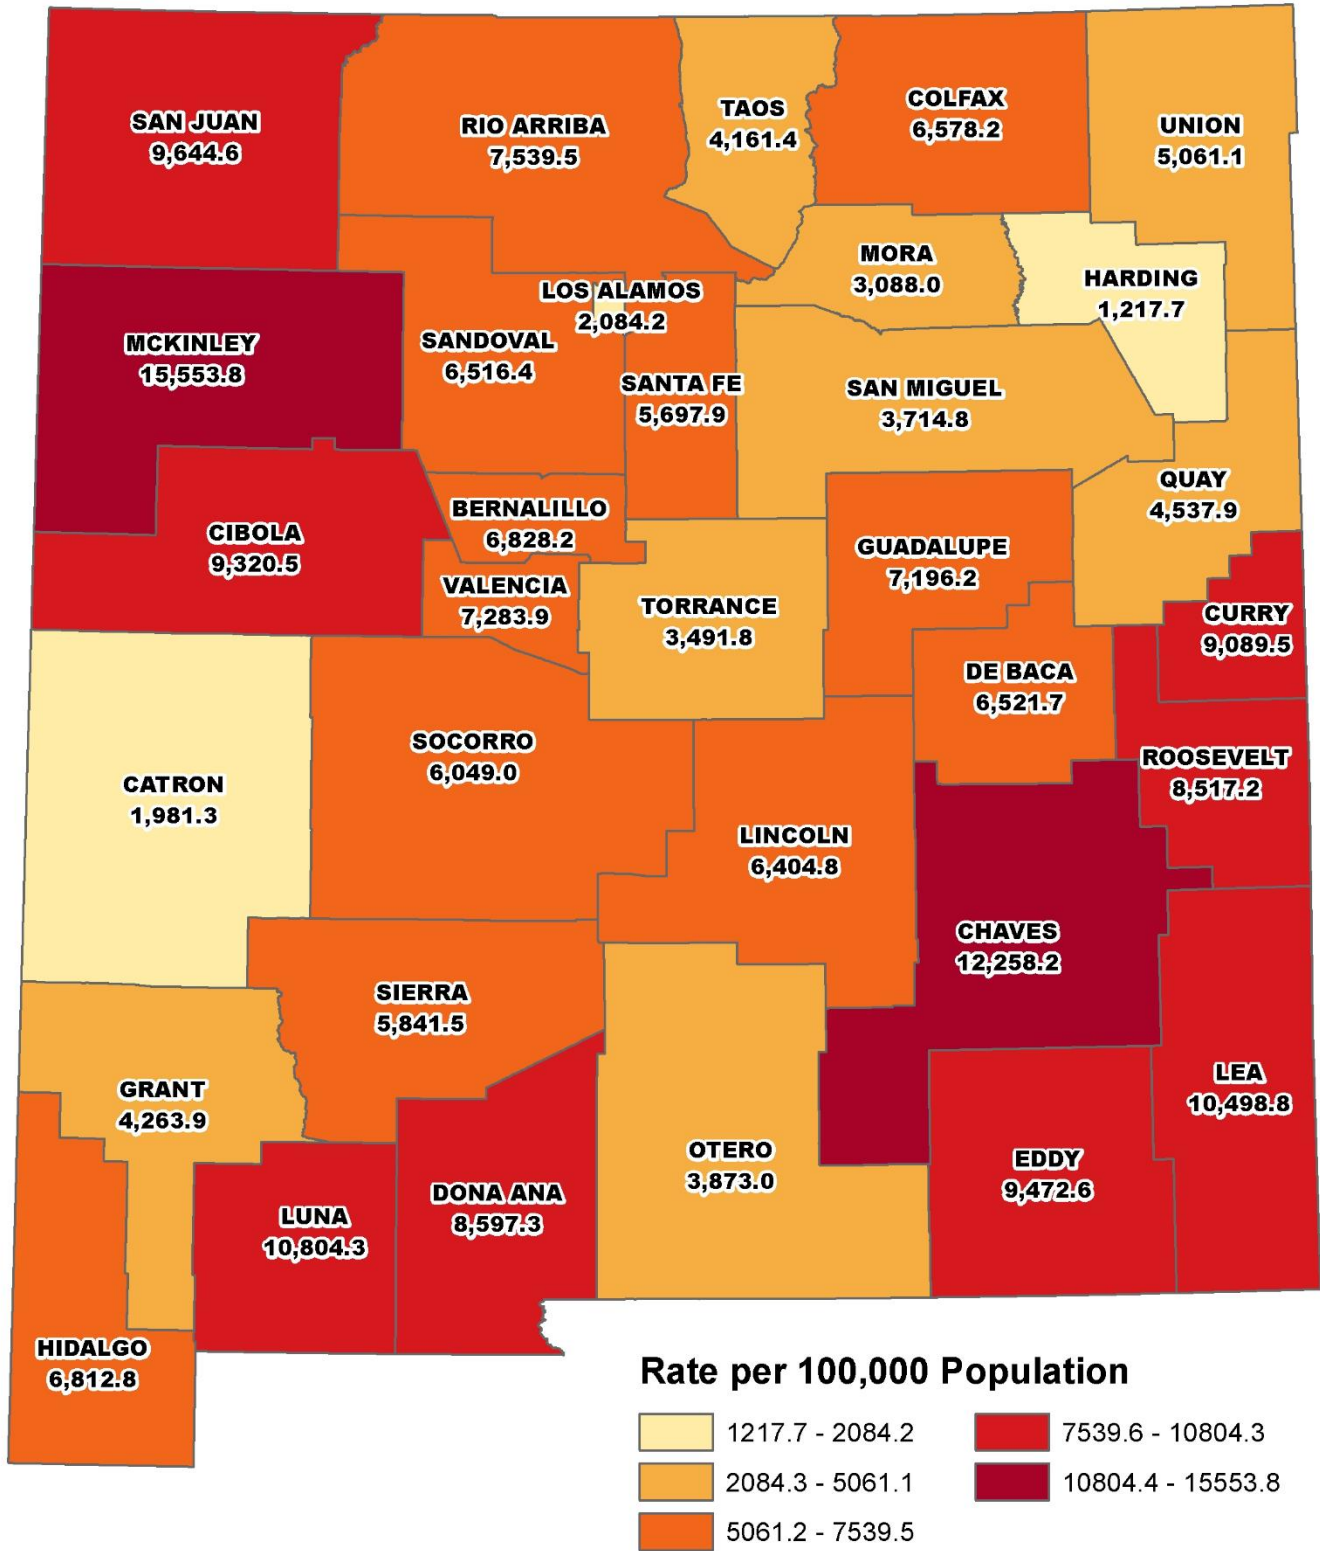 SAN JUAN
9,644.6
RIO ARRIBA
7,539.5
TAOS
4,161.4
COLFAX
6,578.2
UNION
5,061.1
MORA
3,088.0
HARDING
1,217.7
LOS ALAMOS
2,084.2
MCKINLEY
15,553.8
SANDOVAL
6,516.4
SANTA FE
5,697.9
SAN MIGUEL
3,714.8
QUAY
4,537.9
CIBOLA
9,320.5
BERNALILLO
6,828.2
GUADALUPE
7,196.2
VALENCIA
7,283.9
TORRANCE
3,491.8
CURRY
9,089.5
DE BACA
6,521.7
SOCORRO
6,049.0
ROOSEVELT
8,517.2
CATRON
1,981.3
LINCOLN
6,404.8
CHAVES
12,258.2
SIERRA
5,841.5
LEA
10,498.8
GRANT
4,263.9
OTERO
3,873.0
EDDY
9,472.6
DONA ANA
8,597.3
LUNA
10,804.3
HIDALGO
6,812.8
Rate per 100,000 Population
1217.7 - 2084.2
2084.3 - 5061.1
5061.2 - 7539.5
7539.6 - 10804.3
10804.4 - 15553.8